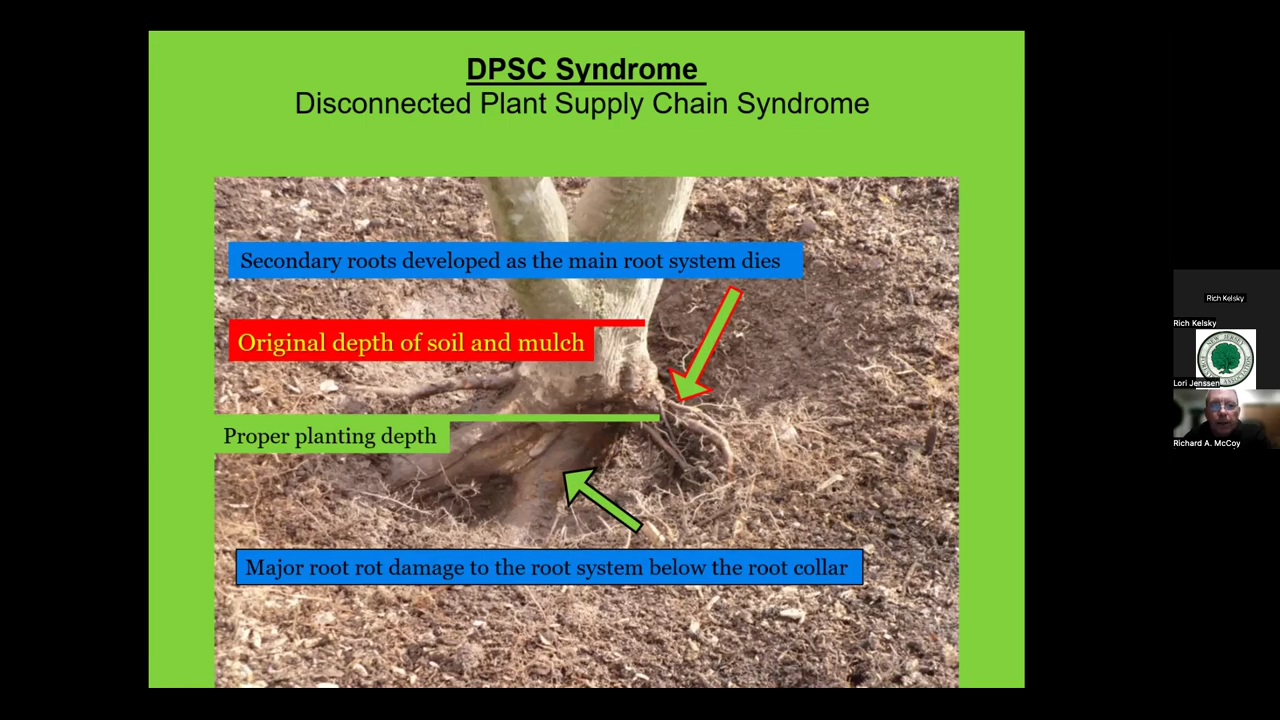 DPSC Syndrome
Disconnected Plant Supply Chain Syndrome
Secondary roots developed as the main root system dies
Original depth of soil and mulch
Proper planting depth
Major root rot damage to the root system below the root collar
Rich Kelsky
Rich Kelsky
Lori Jenssen
Richard A. McCoy